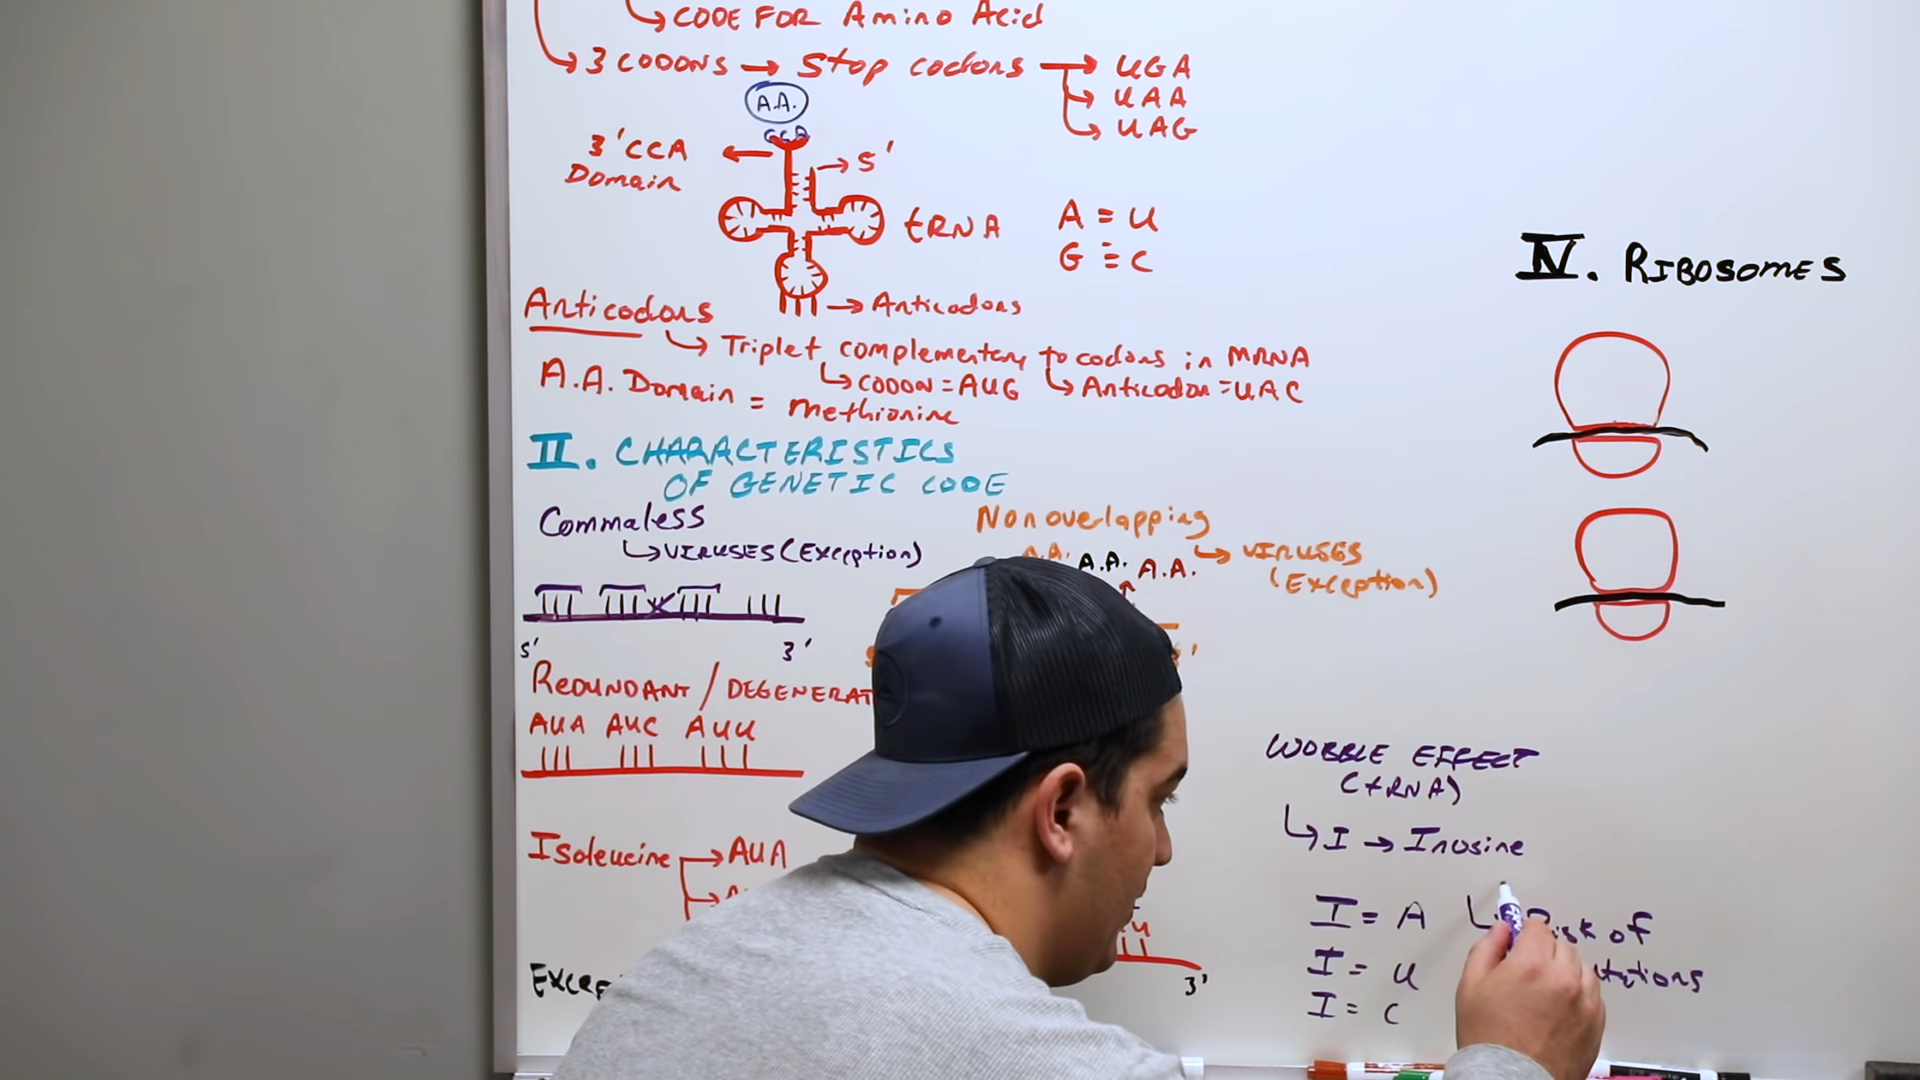 CODE FOR Amino Acid
3 CODONS → Stop codons → UGA
UAA
UAG
A.A.
CCA
3' CCA
Domain
5'
tRNA
A = U
G ≡ C
Anticodons
Anticodons
Triplet complementary to codons in mRNA
CODON = AUG
Anticodon = UAC
A.A. Domain = Methionine
II. CHARACTERISTICS
OF GENETIC CODE
Commaless
VIRUSES (Exception)
5' 3'
Nonoverlapping
VIRUSES
(Exception)
A.A. A.A. A.A.
REDUNDANT / DEGENERAT
AUA AUC AUU
Isoleucine → AUA
3'
WOBBLE EFFECT
(tRNA)
I → Inosine
I = A
I = U
I = C
of
IV. RIBOSOMES